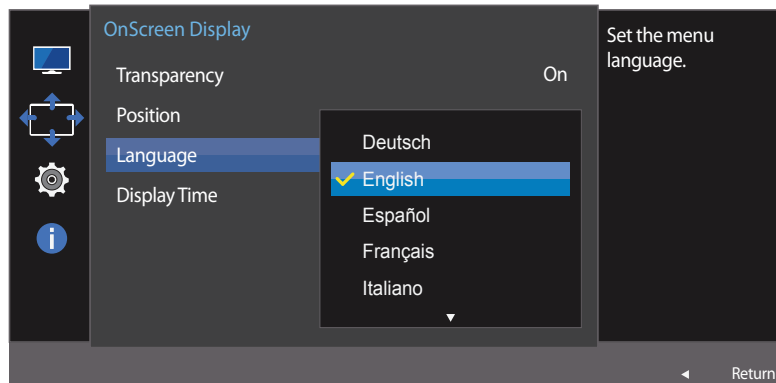 OnScreen Display
Transparency On
Position
Language
Display Time
Deutsch
English
Español
Français
Italiano
Set the menu
language.
Return